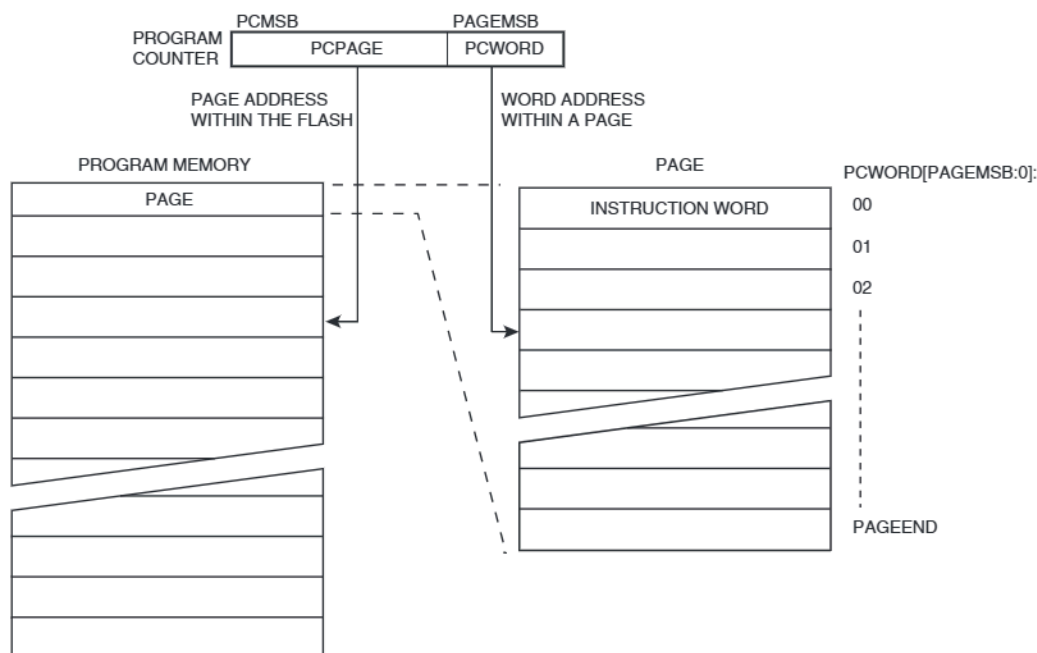 PCMSB PAGEMSB
PROGRAM
COUNTER
PCPAGE PCWORD
PAGE ADDRESS
WITHIN THE FLASH
WORD ADDRESS
WITHIN A PAGE
PROGRAM MEMORY
PAGE
PAGE
PCWORD[PAGEMSB:0]:
INSTRUCTION WORD
00
01
02
PAGEEND